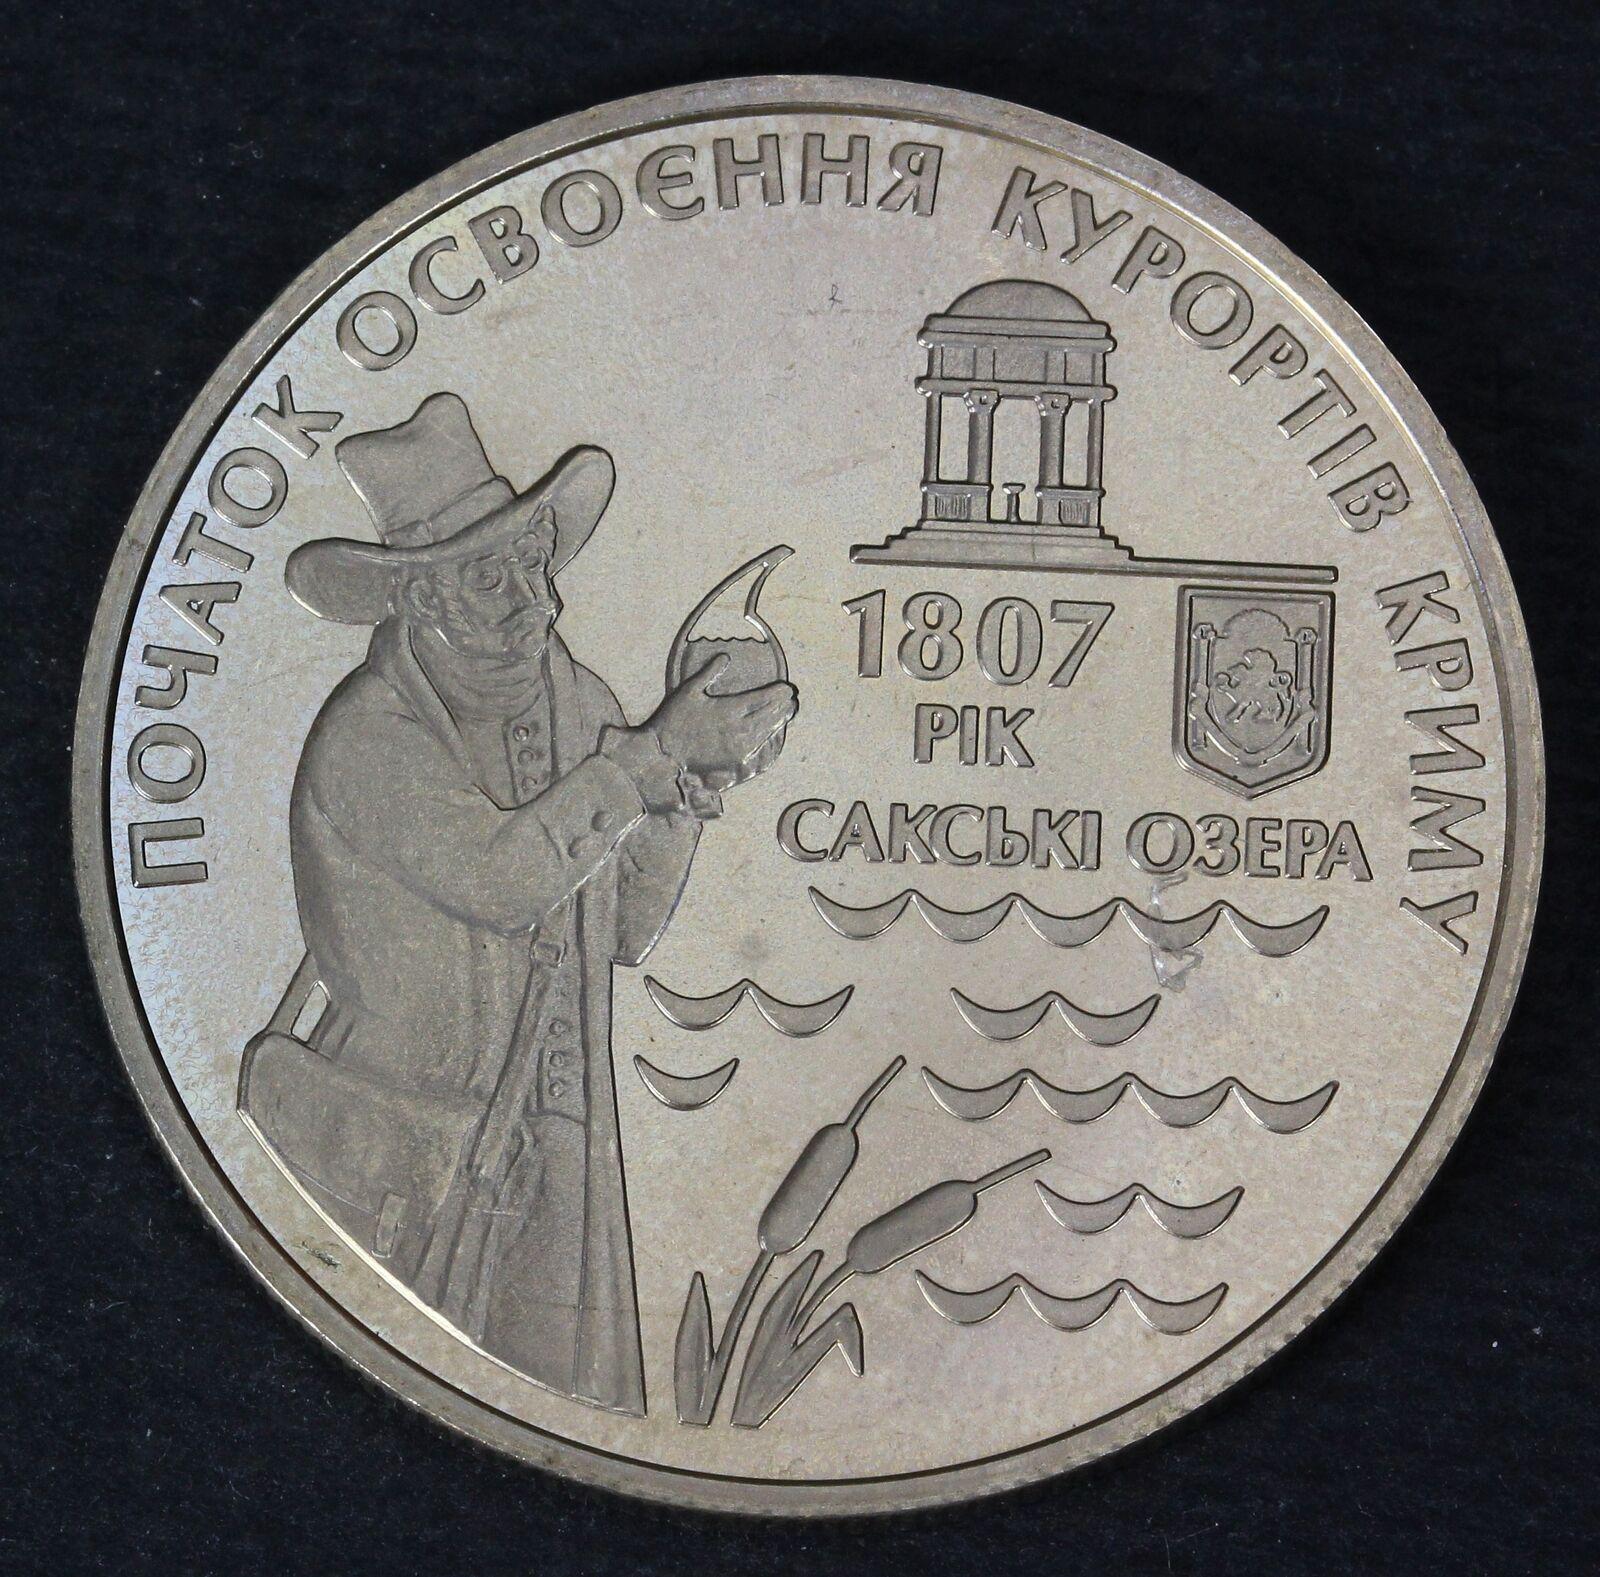 ПОЧАТОК ОСВОЄННЯ КУРОРТІВ КРИМУ
1807
РІК
САКСЬКІ ОЗЕРА